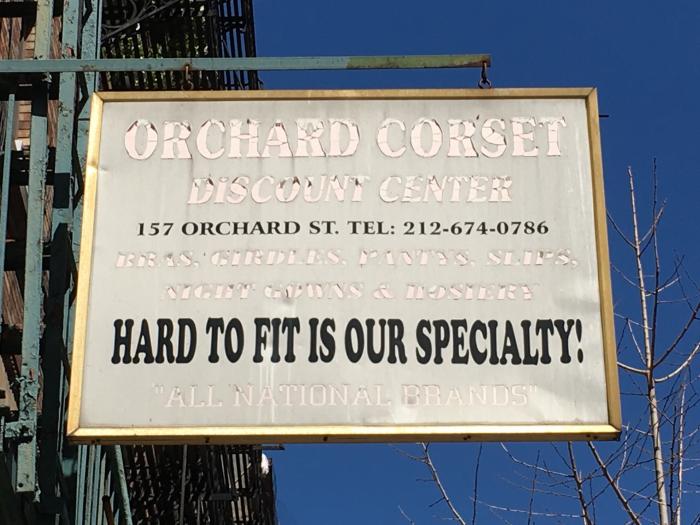 ORCHARD CORSET
DISCOUNT CENTER
157 ORCHARD ST. TEL: 212-674-0786
BRAS, GIRDLES, PANTYS, SLIPS,
NIGHT GOWNS & HOSIERY
HARD TO FIT IS OUR SPECIALTY!
"ALL NATIONAL BRANDS"